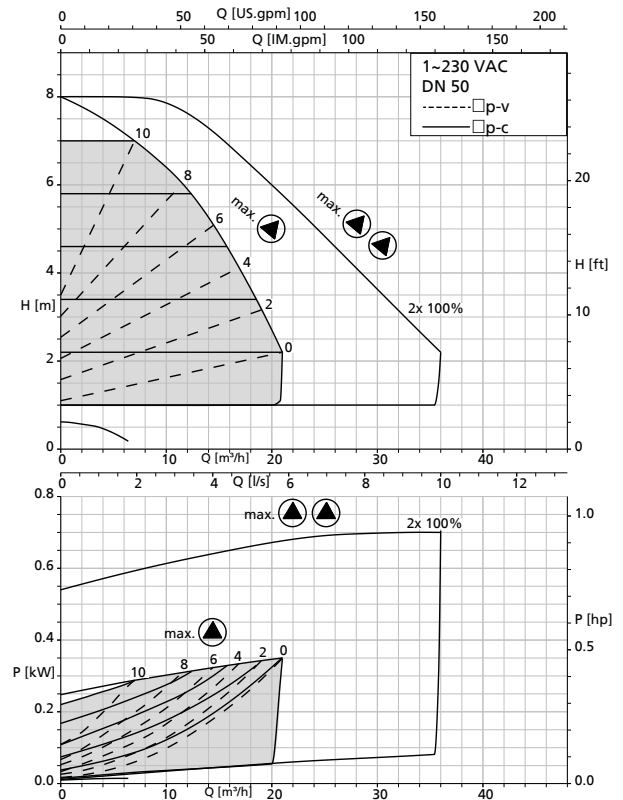 50 Q [US.gpm] 100 150 200
0 50 Q [IM.gpm] 100 150
1~230 VAC
DN 50
□p-v
□p-c
8
10
8
6
20
max.
max.
6
4
4
H [ft]
H [m]
2
2x 100%
10
0
2
0
0
0 10 Q [m³/h] 20 30 40
0 2 4 Q [l/s] 6 8 10 12
0.8
max.
1.0
2x 100%
0.6
max.
P [hp]
0.4
0.5
10 8 6 4 2 0
P [kW]
0.2
0.0
0.0
0 10 Q [m³/h] 20 30 40